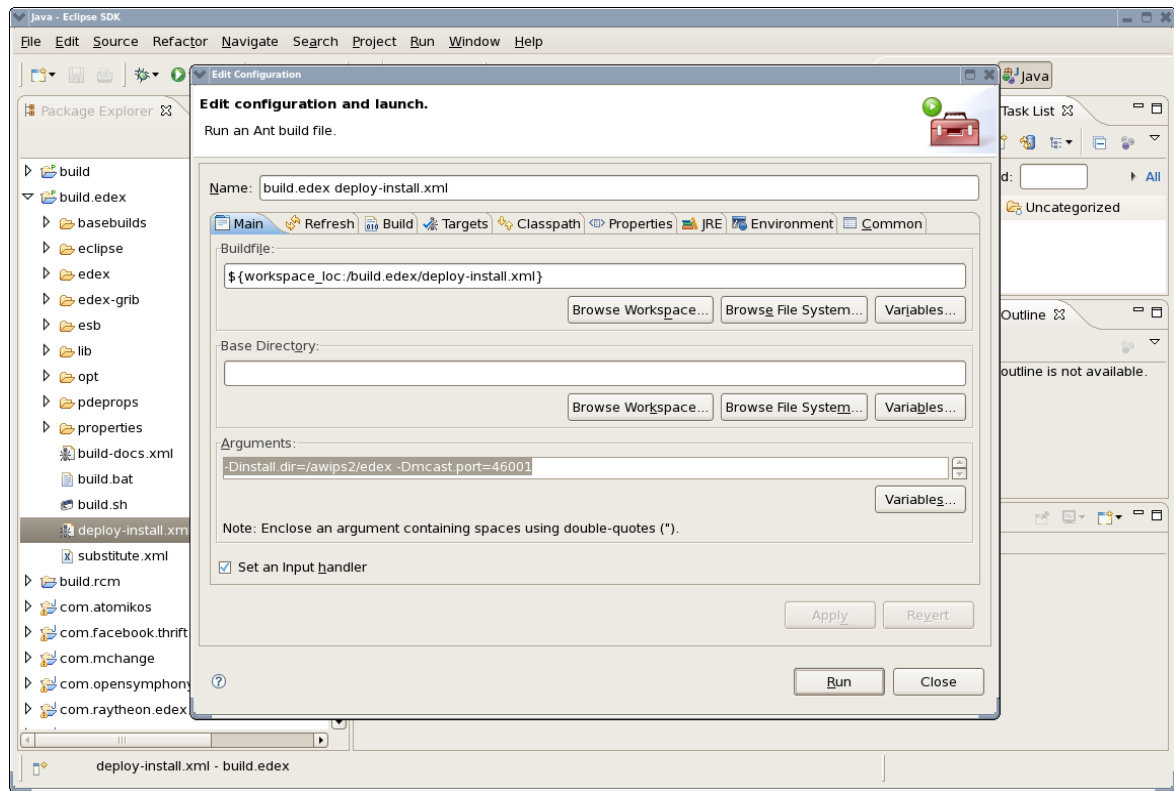 Java - Eclipse SDK
File Edit Source Refactor Navigate Search Project Run Window Help
Java
Package Explorer
build
build.edex
basebuilds
eclipse
edex
edex-grib
esb
lib
opt
pdeprops
properties
build-docs.xml
build.bat
build.sh
deploy-install.xm
substitute.xml
build.rcm
com.atomikos
com.facebook.thrift
com.mchange
com.opensymphony
com.raytheon.edex
Edit Configuration
Edit configuration and launch.
Run an Ant build file.
Name: build.edex deploy-install.xml
Main Refresh Build Targets Classpath Properties JRE Environment Common
Buildfile:
${workspace_loc:/build.edex/deploy-install.xml}
Browse Workspace... Browse File System... Variables...
Base Directory:
Browse Workspace... Browse File System... Variables...
Arguments:
-Dinstall.dir=/awips2/edex -Dmcast.port=46001
Variables...
Note: Enclose an argument containing spaces using double-quotes (").
Set an Input handler
Apply Revert
Run Close
Task List
d: All
Uncategorized
Outline
outline is not available.
deploy-install.xml - build.edex